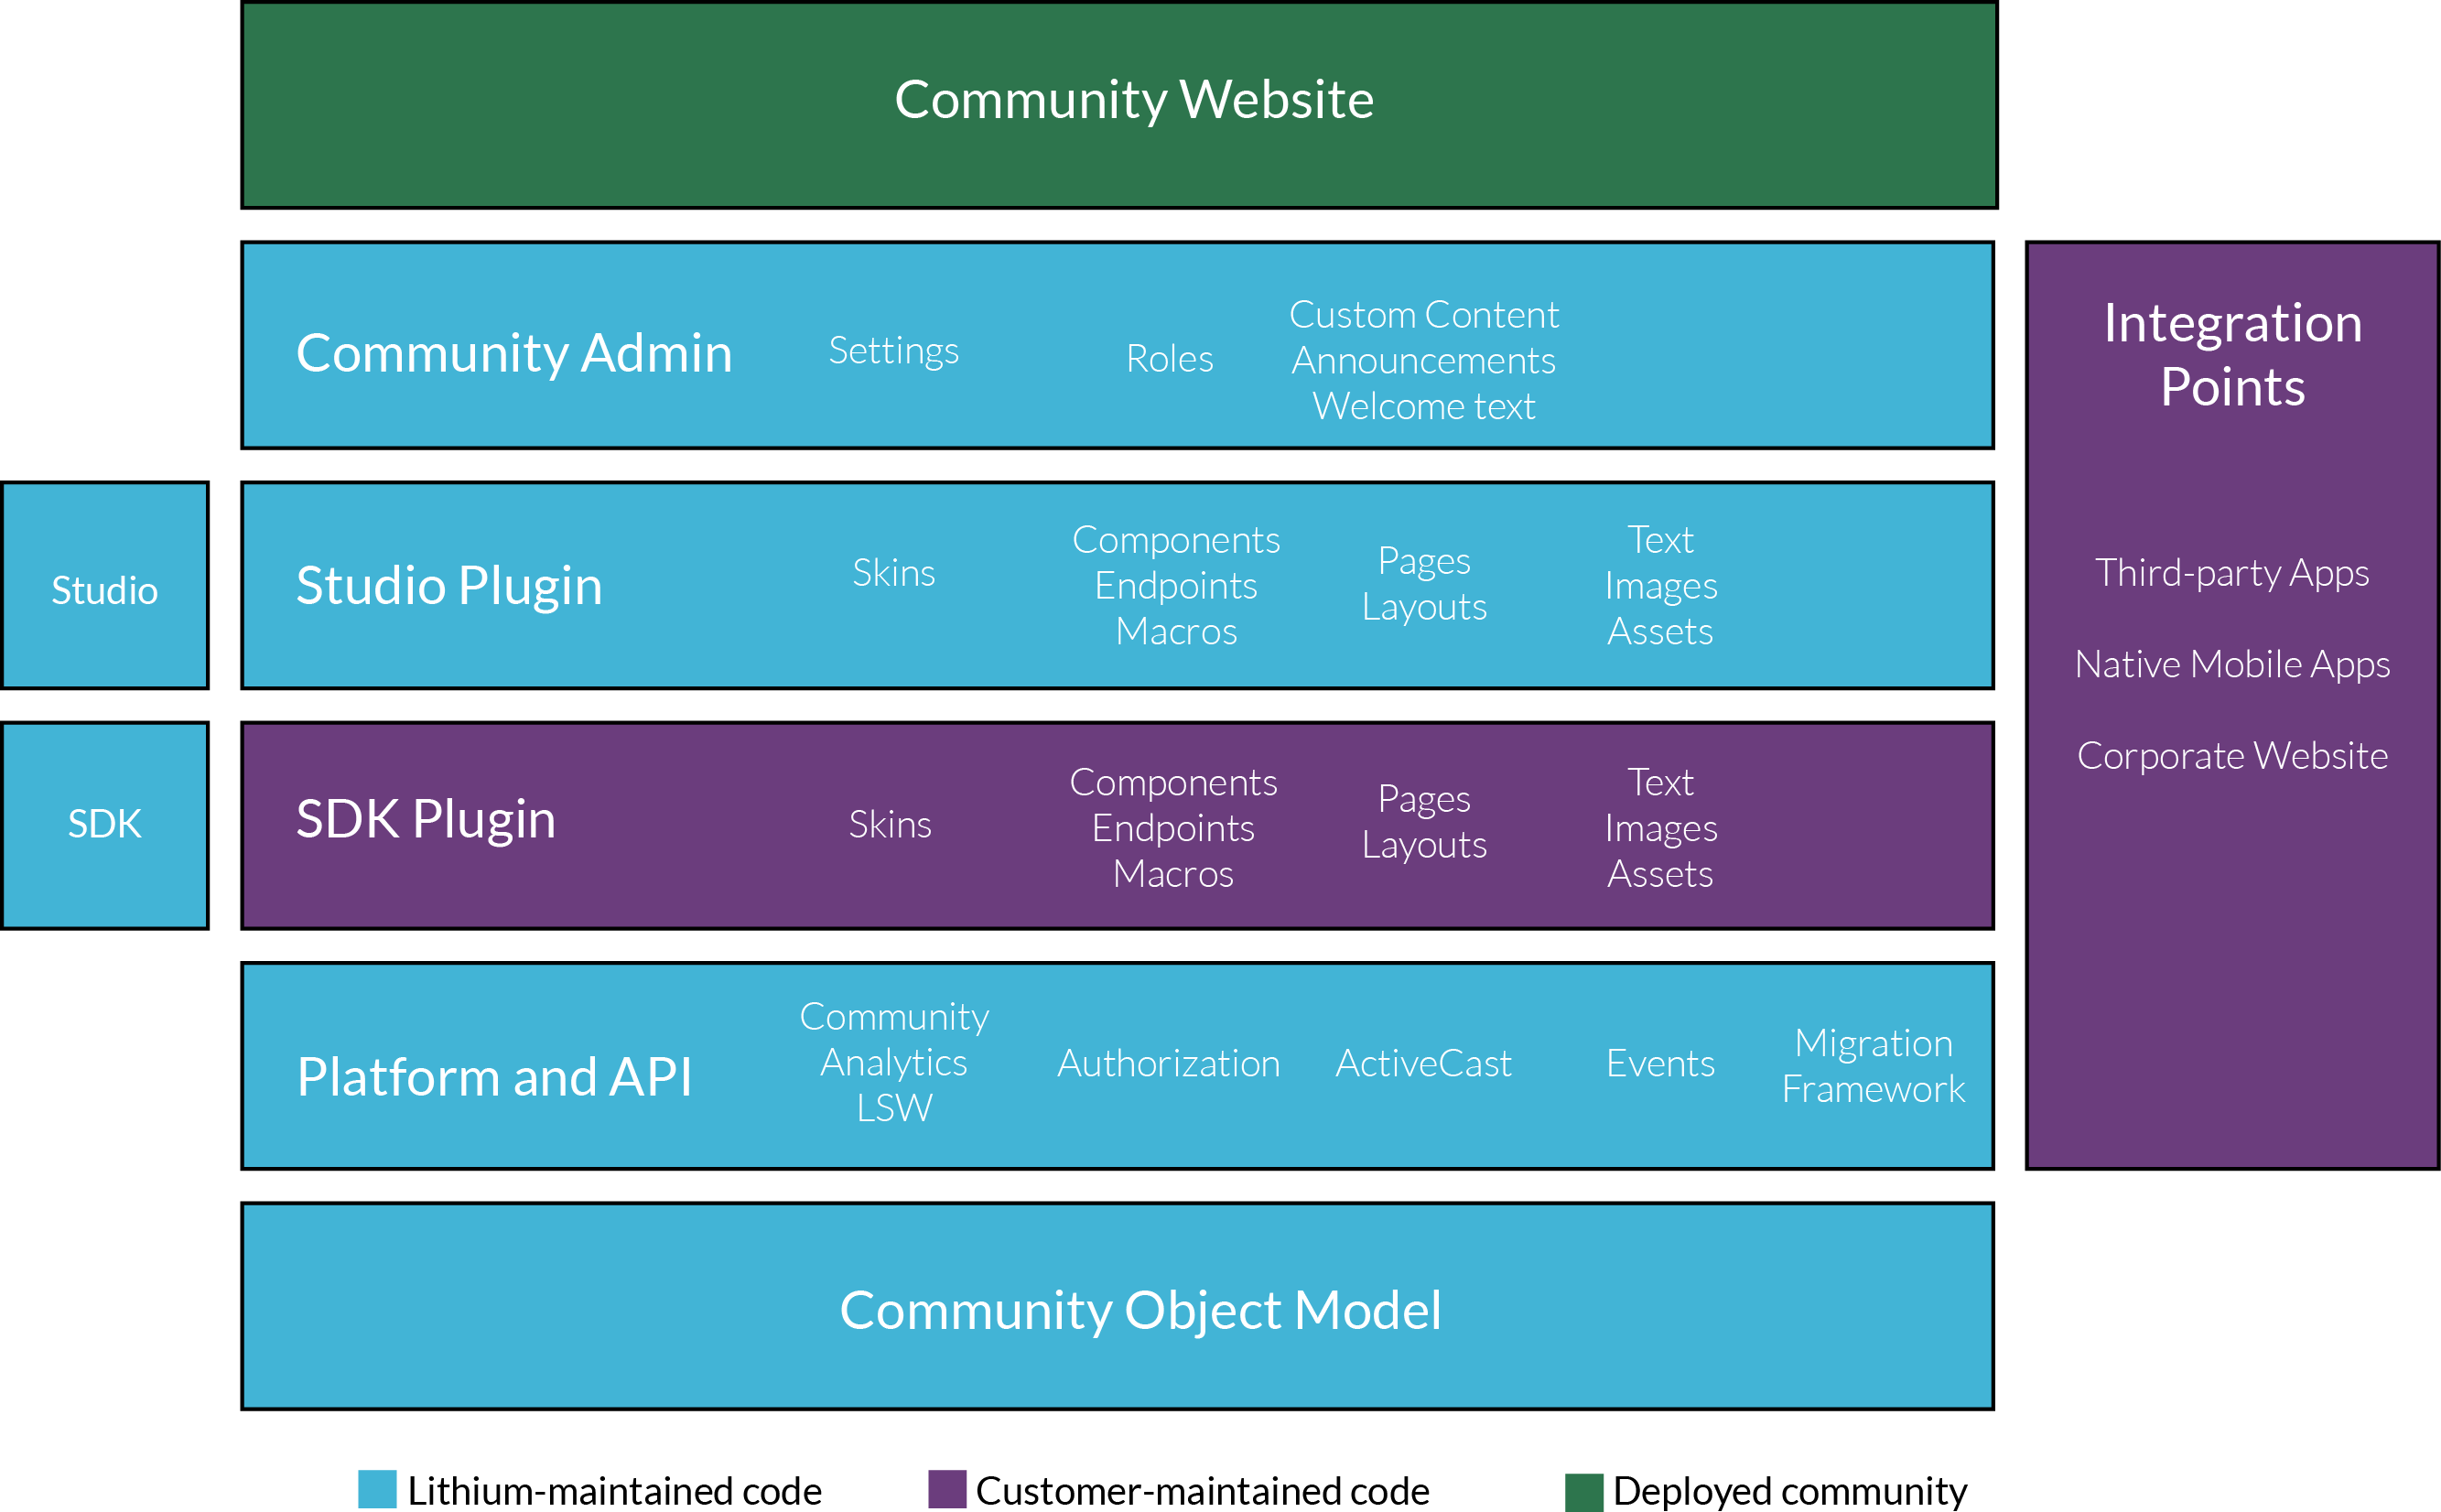 Community Website
Community Admin
Settings
Roles
Custom Content
Announcements
Welcome text
Integration
Points
Third-party Apps
Native Mobile Apps
Corporate Website
Studio
Studio Plugin
Skins
Components
Endpoints
Macros
Pages
Layouts
Text
Images
Assets
SDK
SDK Plugin
Skins
Components
Endpoints
Macros
Pages
Layouts
Text
Images
Assets
Platform and API
Community
Analytics
LSW
Authorization
ActiveCast
Events
Migration
Framework
Community Object Model
Lithium-maintained code
Customer-maintained code
Deployed community